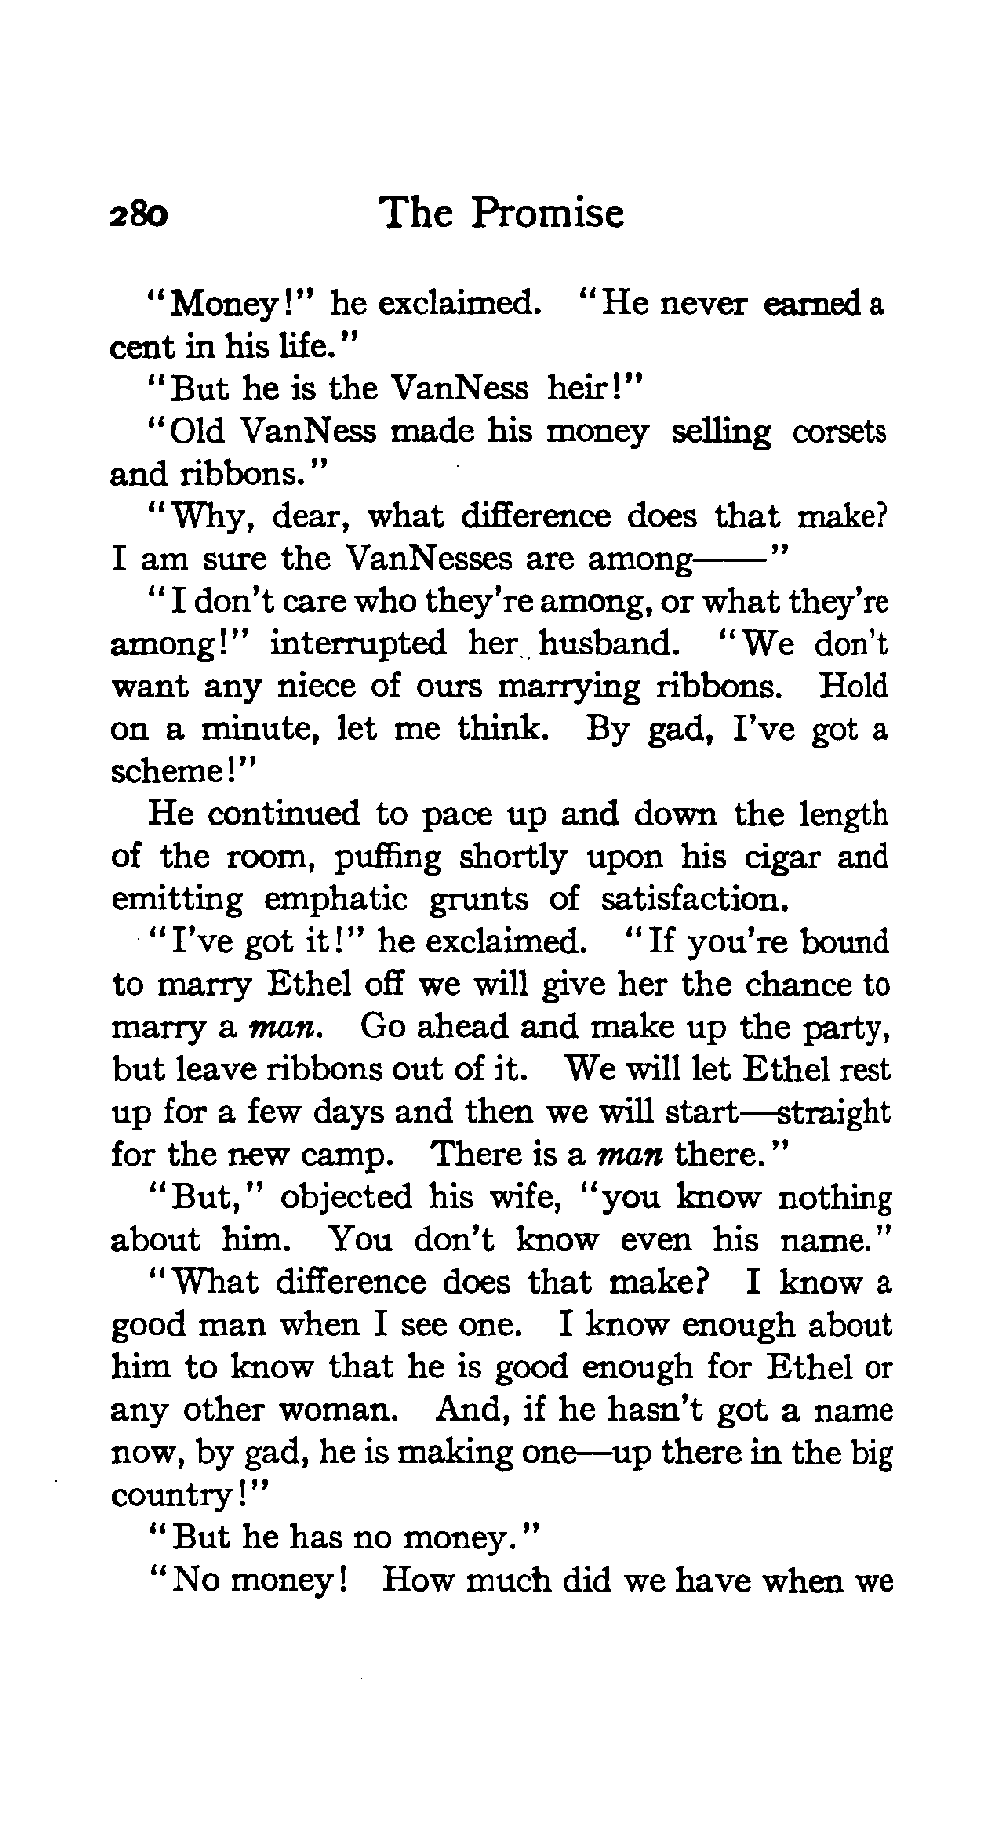 280 The Promise
"Money!" he exclaimed. "He never earned a
cent in his life."
"But he is the VanNess heir!"
"Old VanNess made his money selling corsets
and ribbons."
"Why, dear, what difference does that make?
I am sure the VanNesses are among——"
"I don't care who they're among, or what they're
among!" interrupted her husband. "We don't
want any niece of ours marrying ribbons. Hold
on a minute, let me think. By gad, I've got a
scheme!"
He continued to pace up and down the length
of the room, puffing shortly upon his cigar and
emitting emphatic grunts of satisfaction.
"I've got it!" he exclaimed. "If you're bound
to marry Ethel off we will give her the chance to
marry a man. Go ahead and make up the party,
but leave ribbons out of it. We will let Ethel rest
up for a few days and then we will start—straight
for the new camp. There is a man there."
"But," objected his wife, "you know nothing
about him. You don't know even his name."
"What difference does that make? I know a
good man when I see one. I know enough about
him to know that he is good enough for Ethel or
any other woman. And, if he hasn't got a name
now, by gad, he is making one—up there in the big
country!"
"But he has no money."
"No money! How much did we have when we